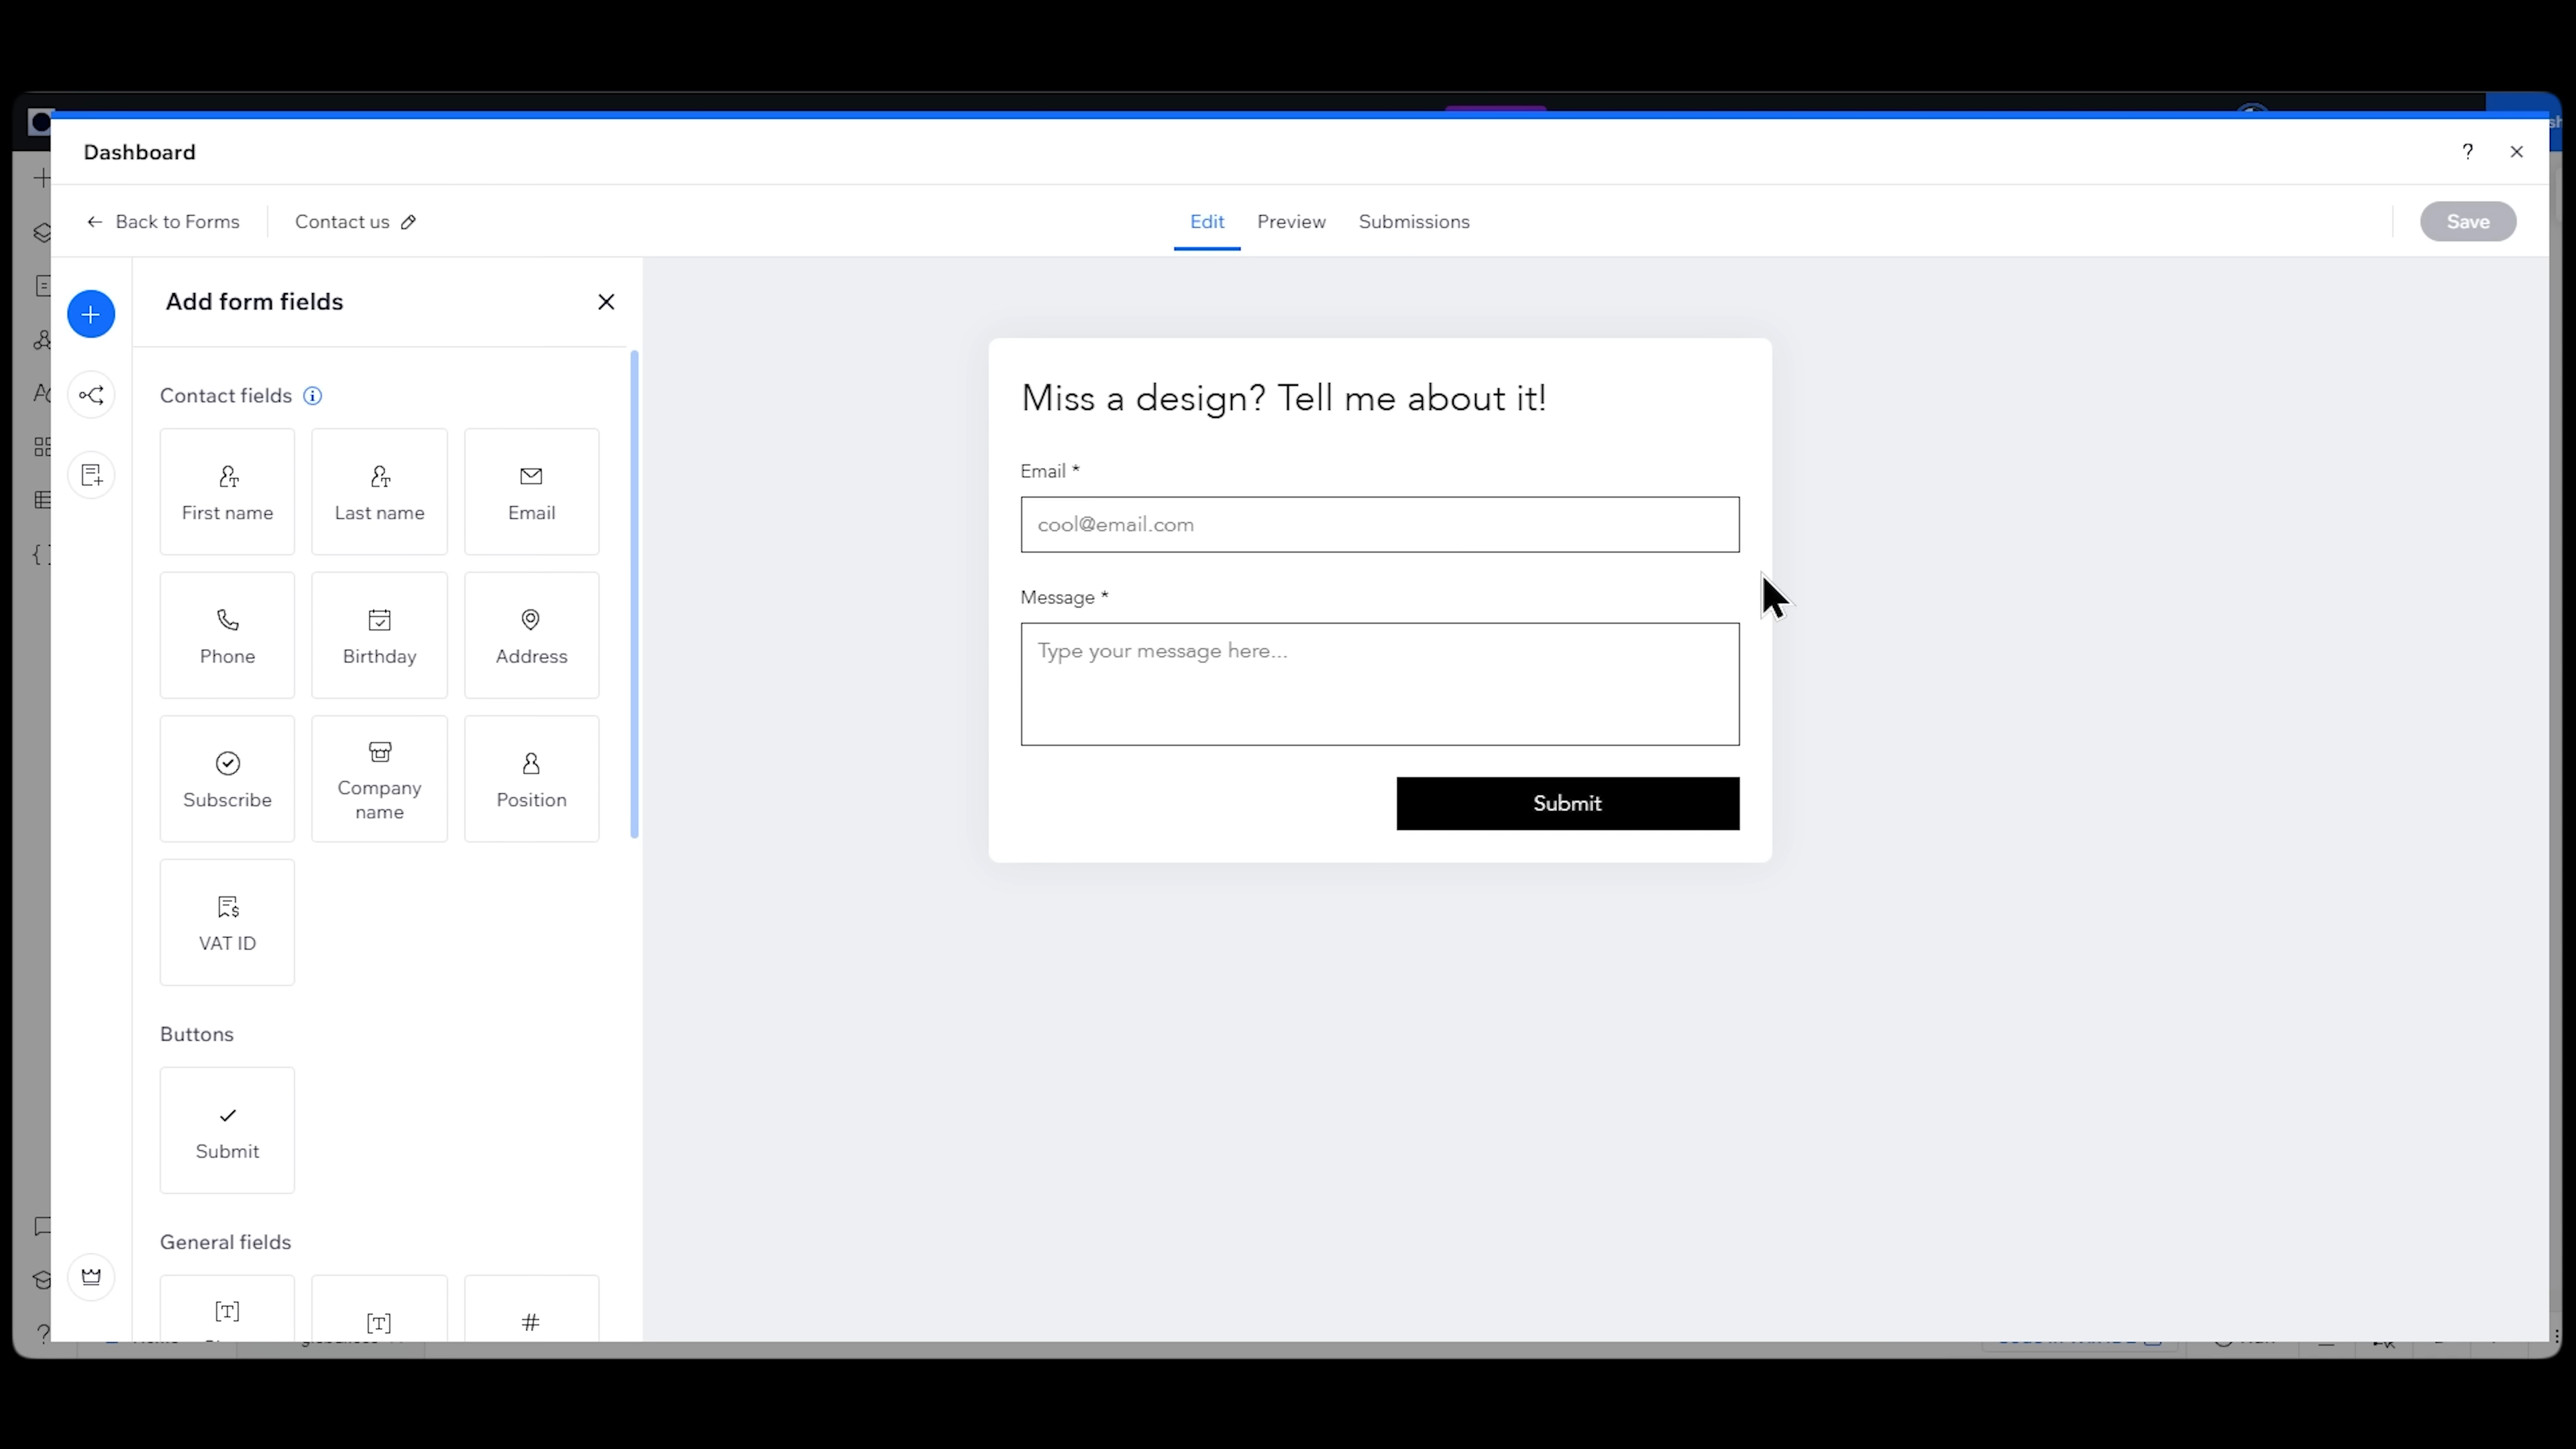 Dashboard
?
Back to Forms
Contact us
Edit
Preview
Submissions
Save
Add form fields
Contact fields
First name
Last name
Email
Phone
Birthday
Address
Subscribe
Company
name
Position
VAT ID
Buttons
Submit
General fields
[T]
[T]
#
Miss a design? Tell me about it!
Email *
cool@email.com
Message *
Type your message here...
Submit